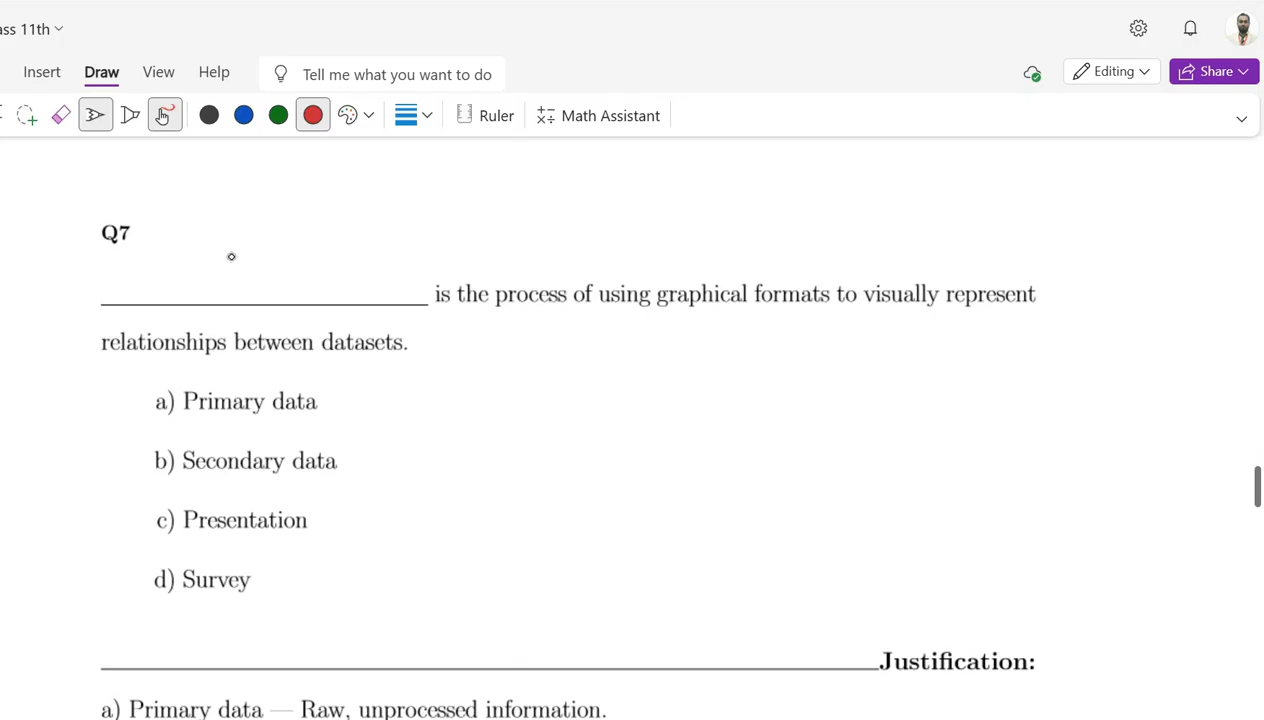 ass 11th
Insert Draw View Help Tell me what you want to do Editing Share
Ruler Math Assistant
Q7
____________________ is the process of using graphical formats to visually represent
relationships between datasets.
a) Primary data
b) Secondary data
c) Presentation
d) Survey
____________________Justification:
a) Primary data — Raw, unprocessed information.